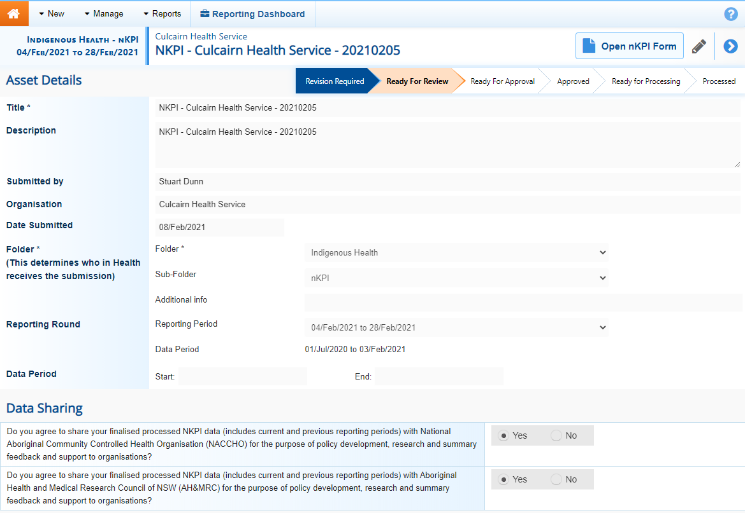 New
Manage
Reports
Reporting Dashboard
?
Indigenous Health - nKPI
04/Feb/2021 to 28/Feb/2021
Culcairn Health Service
NKPI - Culcairn Health Service - 20210205
Open nKPI Form
Asset Details
Revision Required
Ready For Review
Ready For Approval
Approved
Ready for Processing
Processed
Title *
NKPI - Culcairn Health Service - 20210205
Description
NKPI - Culcairn Health Service - 20210205
Submitted by
Stuart Dunn
Organisation
Culcairn Health Service
Date Submitted
08/Feb/2021
Folder *
(This determines who in Health
receives the submission)
Folder *
Indigenous Health
Sub-Folder
nKPI
Additional info
Reporting Round
Reporting Period
04/Feb/2021 to 28/Feb/2021
Data Period
01/Jul/2020 to 03/Feb/2021
Data Period
Start:
End:
Data Sharing
Do you agree to share your finalised processed NKPI data (includes current and previous reporting periods) with National
Aboriginal Community Controlled Health Organisation (NACCHO) for the purpose of policy development, research and summary
feedback and support to organisations?
Yes
No
Do you agree to share your finalised processed NKPI data (includes current and previous reporting periods) with Aboriginal
Health and Medical Research Council of NSW (AH&MRC) for the purpose of policy development, research and summary
feedback and support to organisations?
Yes
No